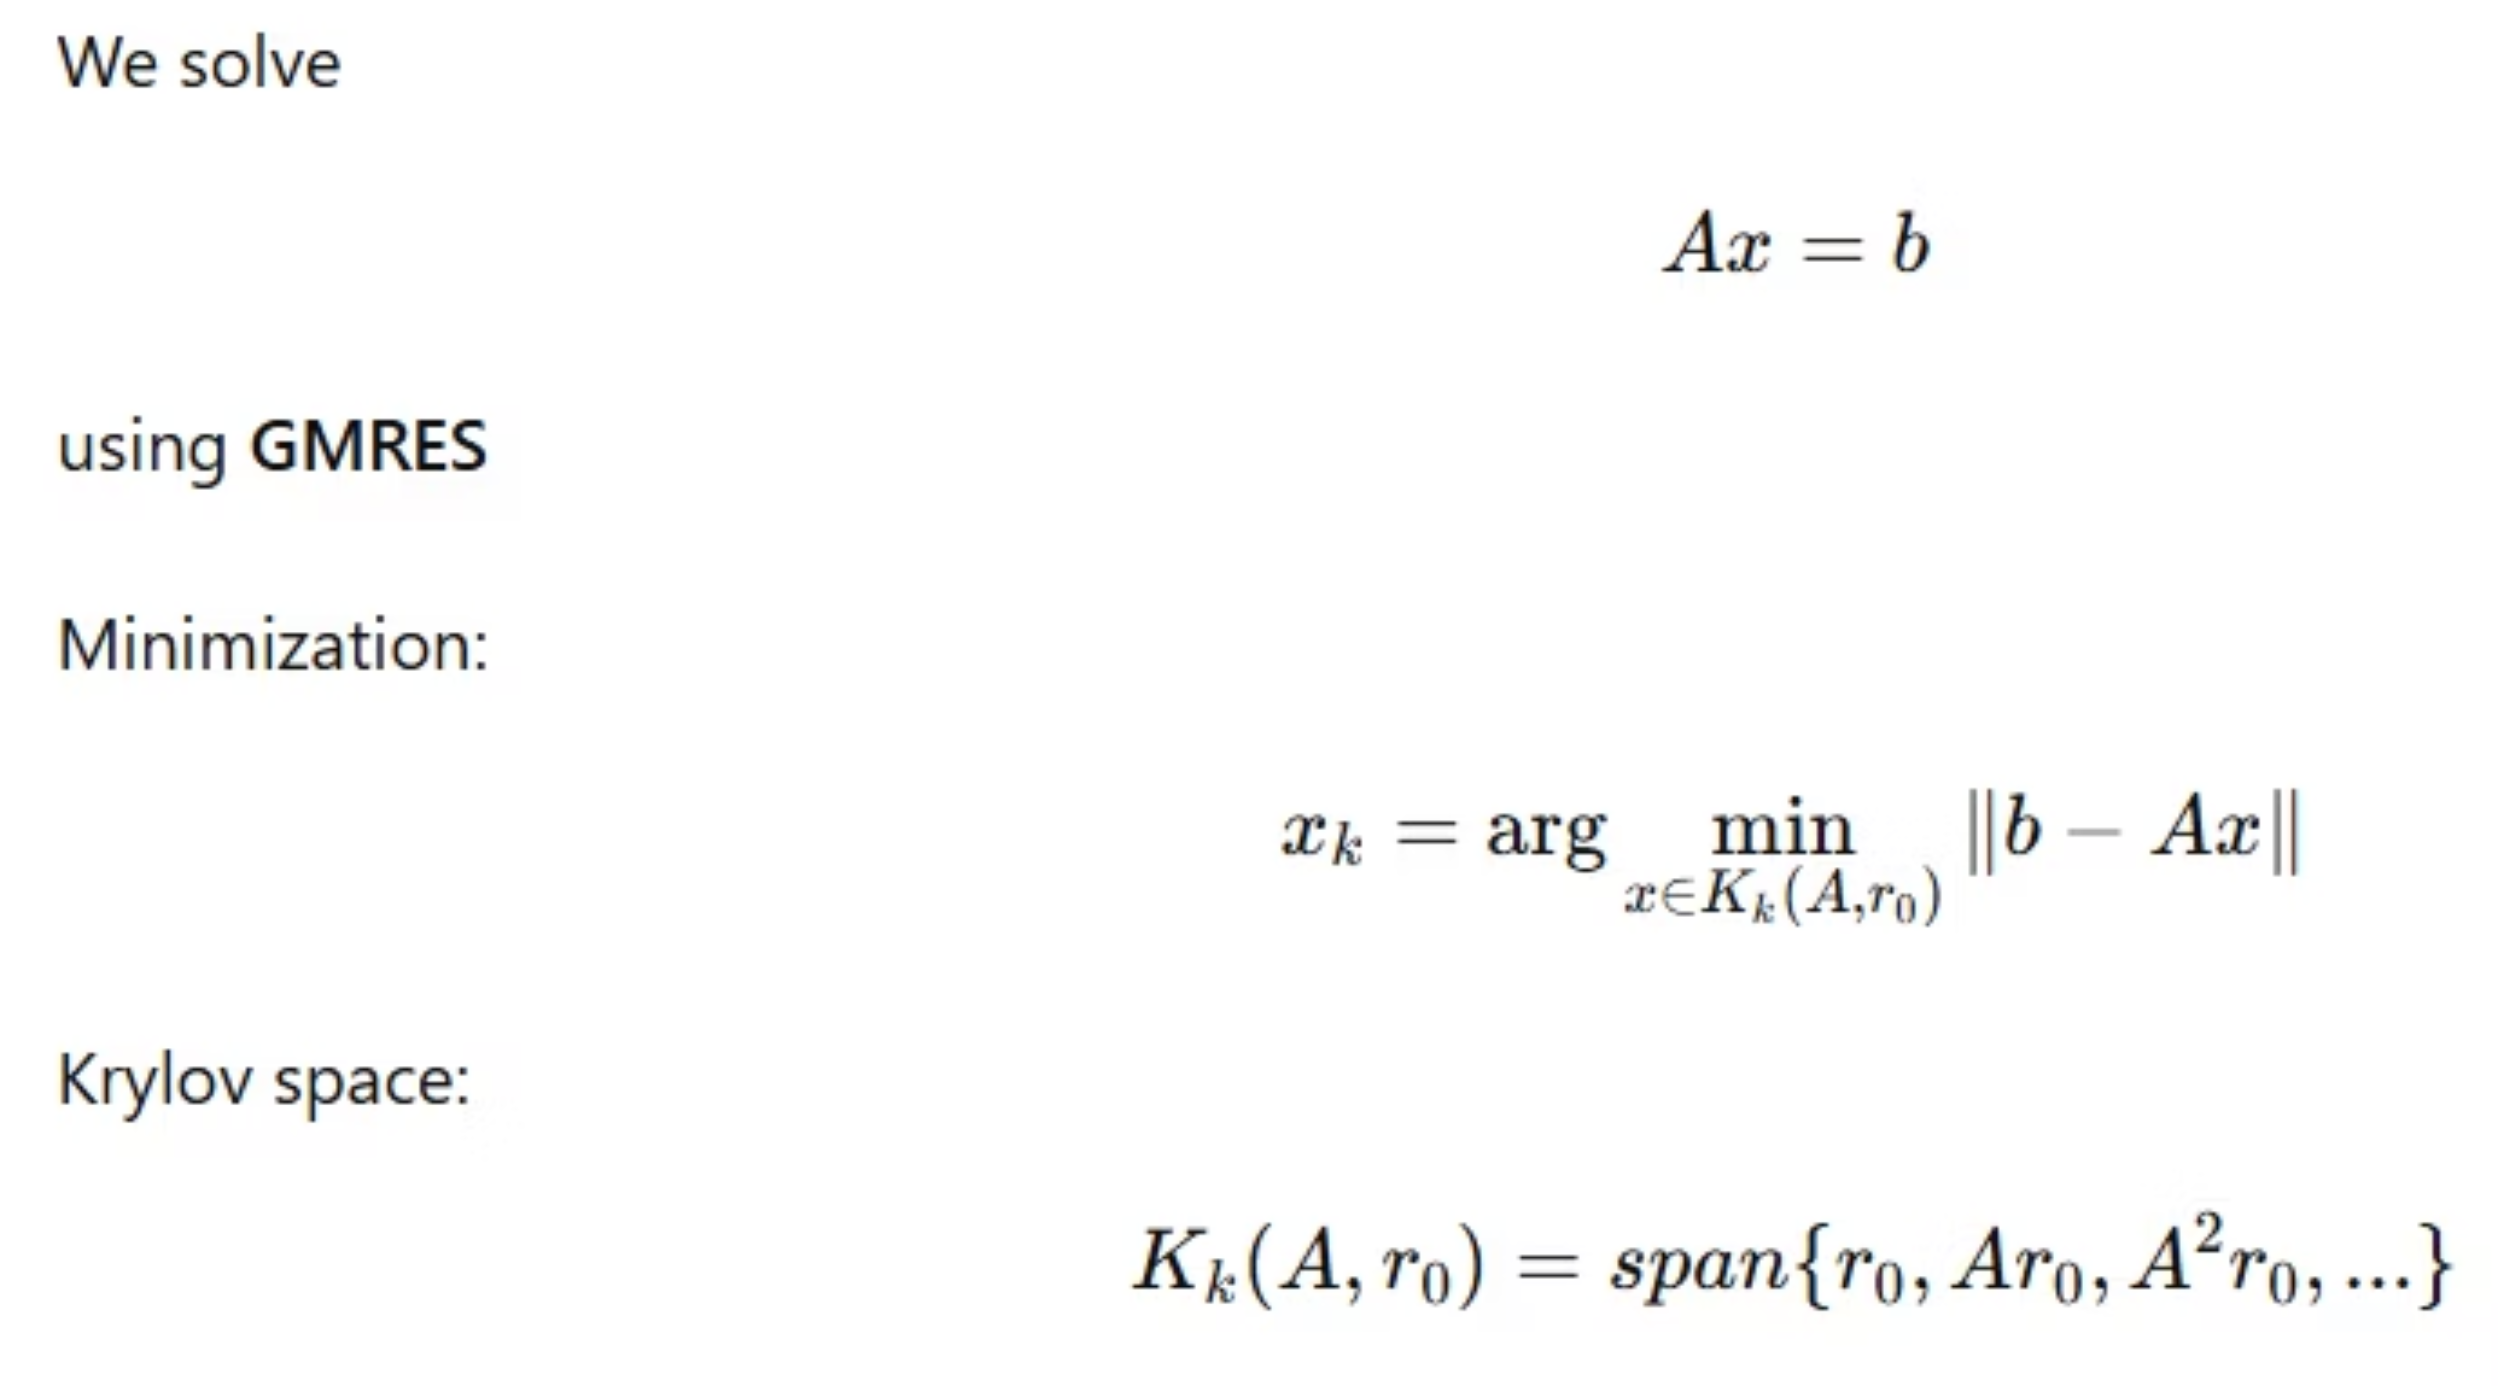 We solve
Ax = b
using GMRES
Minimization:
x_k = arg min_{x∈K_k(A,r_0)} ‖b − Ax‖
Krylov space:
K_k(A, r_0) = span{r_0, Ar_0, A^2r_0, ...}